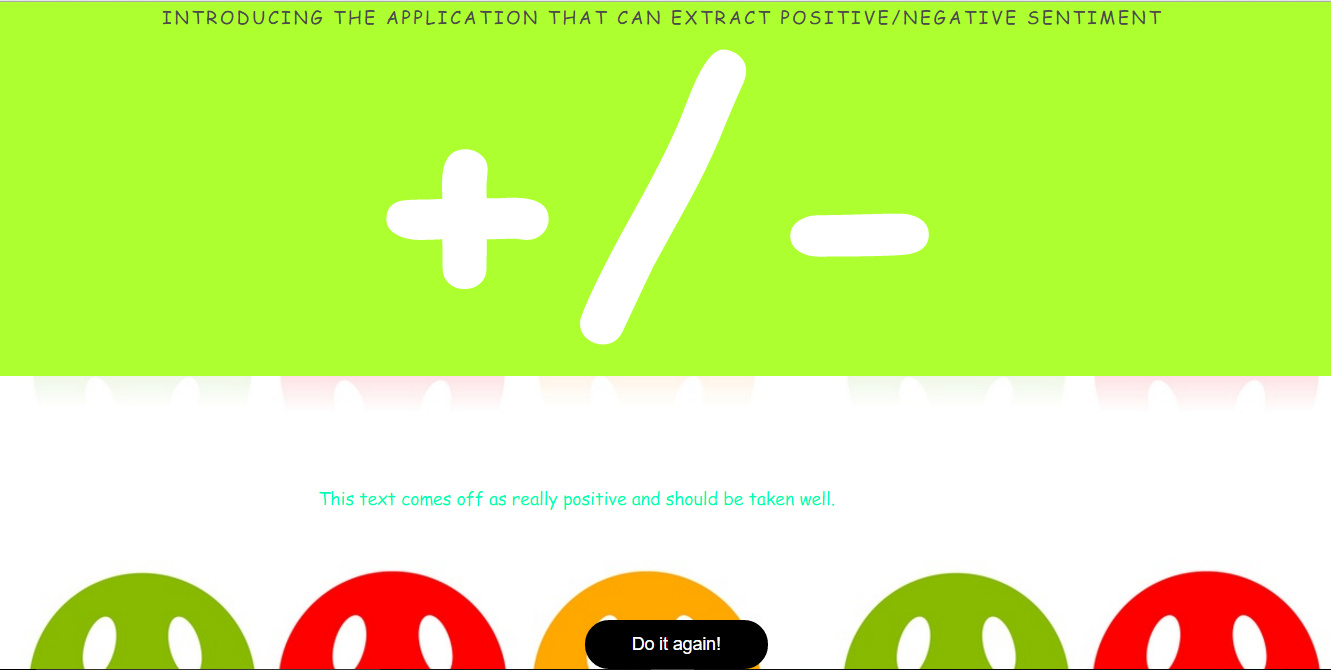 INTRODUCING THE APPLICATION THAT CAN EXTRACT POSITIVE/NEGATIVE SENTIMENT
+/-
This text comes off as really positive and should be taken well.
Do it again!